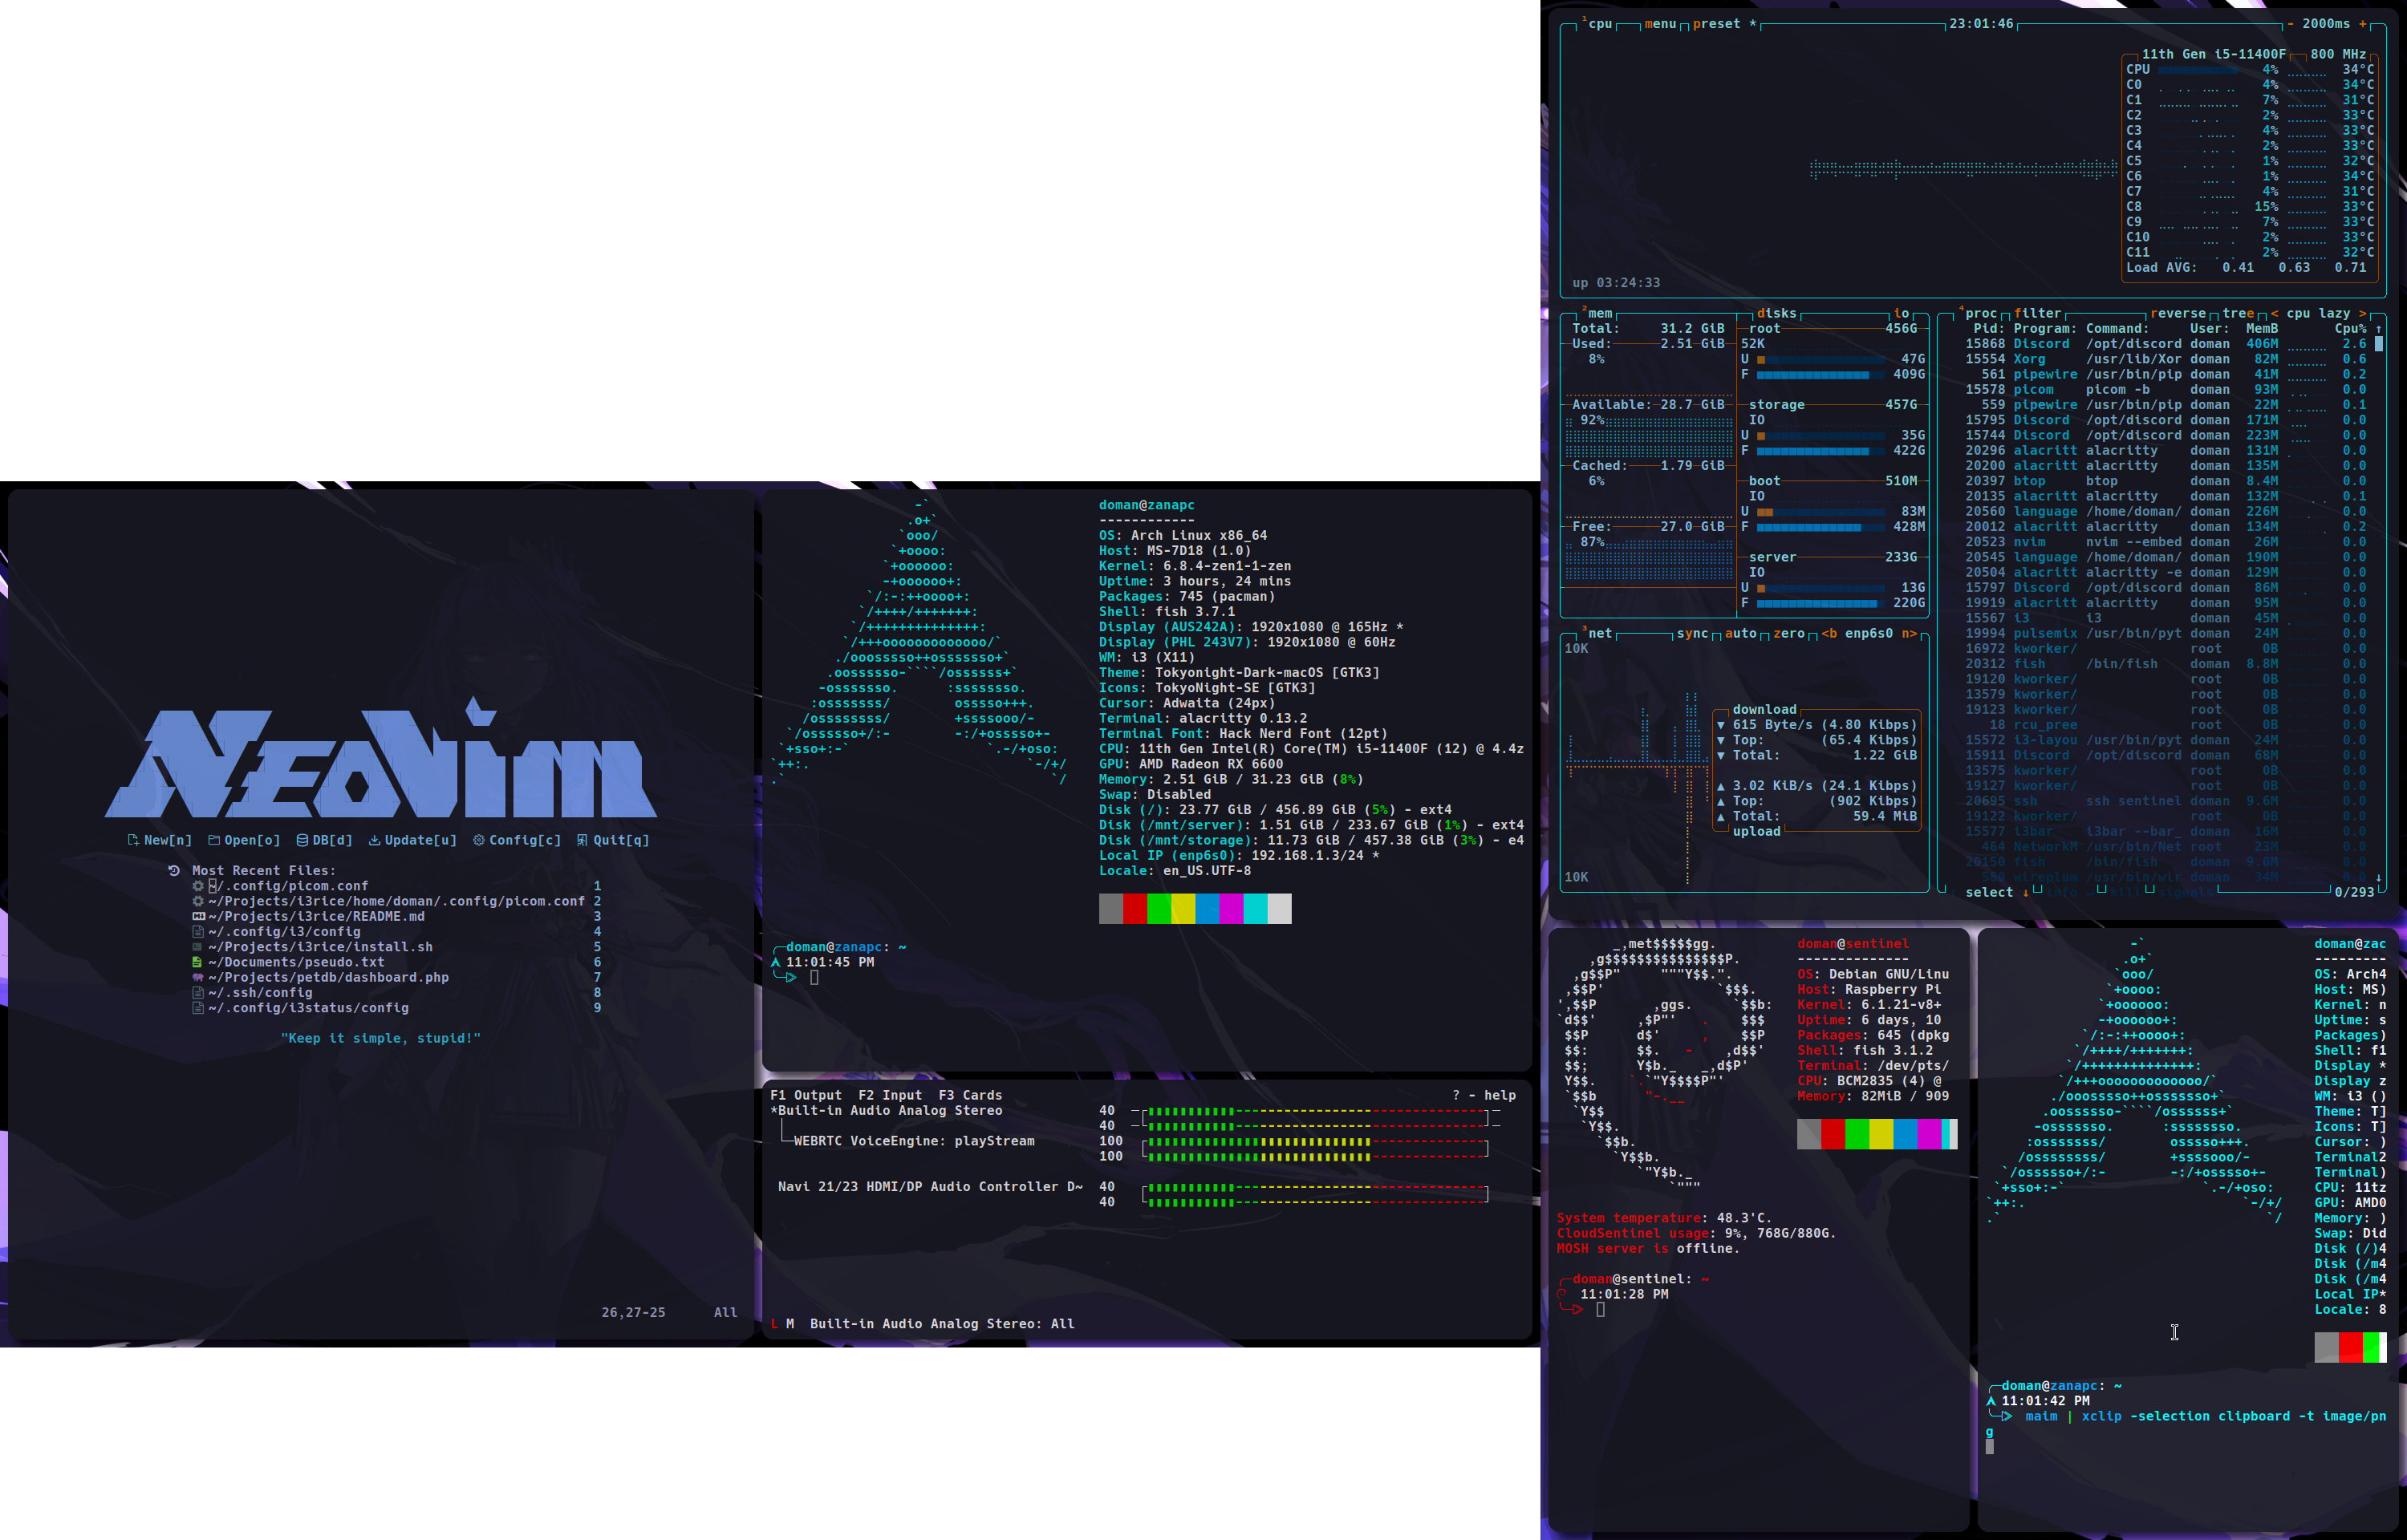 NEOVim
New[n] Open[o] DB[d] Update[u] Config[c] Quit[q]
Most Recent Files:
~/.config/picom.conf 1
~/Projects/i3rice/home/doman/.config/picom.conf 2
~/Projects/i3rice/README.md 3
~/.config/i3/config 4
~/Projects/i3rice/install.sh 5
~/Documents/pseudo.txt 6
~/Projects/petdb/dashboard.php 7
~/.ssh/config 8
~/.config/i3status/config 9
"Keep it simple, stupid!"
26,27-25 All
doman@zanapc
------------
OS: Arch Linux x86_64
Host: MS-7D18 (1.0)
Kernel: 6.8.4-zen1-1-zen
Uptime: 3 hours, 24 mins
Packages: 745 (pacman)
Shell: fish 3.7.1
Display (AUS242A): 1920x1080 @ 165Hz *
Display (PHL 243V7): 1920x1080 @ 60Hz
WM: i3 (X11)
Theme: Tokyonight-Dark-macOS [GTK3]
Icons: TokyoNight-SE [GTK3]
Cursor: Adwaita (24px)
Terminal: alacritty 0.13.2
Terminal Font: Hack Nerd Font (12pt)
CPU: 11th Gen Intel(R) Core(TM) i5-11400F (12) @ 4.4z
GPU: AMD Radeon RX 6600
Memory: 2.51 GiB / 31.23 GiB (8%)
Swap: Disabled
Disk (/): 23.77 GiB / 456.89 GiB (5%) - ext4
Disk (/mnt/server): 1.51 GiB / 233.67 GiB (1%) - ext4
Disk (/mnt/storage): 11.73 GiB / 457.38 GiB (3%) - e4
Local IP (enp6s0): 192.168.1.3/24 *
Locale: en_US.UTF-8
doman@zanapc: ~
11:01:45 PM
F1 Output F2 Input F3 Cards ? - help
*Built-in Audio Analog Stereo 40
40
WEBRTC VoiceEngine: playStream 100
100
Navi 21/23 HDMI/DP Audio Controller D~ 40
40
L M Built-in Audio Analog Stereo: All
¹cpu menu preset * 23:01:46 - 2000ms +
11th Gen i5-11400F 800 MHz
CPU 4% 34°C
C0 4% 34°C
C1 7% 31°C
C2 2% 33°C
C3 4% 33°C
C4 2% 33°C
C5 1% 32°C
C6 1% 34°C
C7 4% 31°C
C8 15% 33°C
C9 7% 33°C
C10 2% 33°C
C11 2% 32°C
Load AVG: 0.41 0.63 0.71
up 03:24:33
²mem
Total: 31.2 GiB
Used: 2.51 GiB
8%
Available: 28.7 GiB
92%
Cached: 1.79 GiB
6%
Free: 27.0 GiB
87%
disks io
root 456G
52K
U 47G
F 409G
storage 457G
IO
U 35G
F 422G
boot 510M
IO
U 83M
F 428M
server 233G
IO
U 13G
F 220G
³net sync auto zero <b enp6s0 n>
10K
download
▼ 615 Byte/s (4.80 Kibps)
▼ Top: (65.4 Kibps)
▼ Total: 1.22 GiB
▲ 3.02 KiB/s (24.1 Kibps)
▲ Top: (902 Kibps)
▲ Total: 59.4 MiB
upload
10K
⁴proc filter reverse tree < cpu lazy >
Pid: Program: Command: User: MemB Cpu% ↑
15868 Discord /opt/discord doman 406M 2.6
15554 Xorg /usr/lib/Xor doman 82M 0.6
561 pipewire /usr/bin/pip doman 41M 0.2
15578 picom picom -b doman 93M 0.0
559 pipewire /usr/bin/pip doman 22M 0.1
15795 Discord /opt/discord doman 171M 0.0
15744 Discord /opt/discord doman 223M 0.0
20296 alacritt alacritty doman 131M 0.0
20200 alacritt alacritty doman 135M 0.0
20397 btop btop doman 8.4M 0.0
20135 alacritt alacritty doman 132M 0.1
20560 language /home/doman/ doman 226M 0.0
20012 alacritt alacritty doman 134M 0.2
20523 nvim nvim --embed doman 26M 0.0
20545 language /home/doman/ doman 190M 0.0
20504 alacritt alacritty -e doman 129M 0.0
15797 Discord /opt/discord doman 86M 0.0
19919 alacritt alacritty doman 95M 0.0
15567 i3 i3 doman 45M 0.0
19994 pulsemix /usr/bin/pyt doman 24M 0.0
16972 kworker/ root 0B 0.0
20312 fish /bin/fish doman 8.8M 0.0
19120 kworker/ root 0B 0.0
13579 kworker/ root 0B 0.0
19123 kworker/ root 0B 0.0
18 rcu_pree root 0B 0.0
15572 i3-layou /usr/bin/pyt doman 24M 0.0
15911 Discord /opt/discord doman 68M 0.0
13575 kworker/ root 0B 0.0
19127 kworker/ root 0B 0.0
20695 ssh ssh sentinel doman 9.6M 0.0
19122 kworker/ root 0B 0.0
15577 i3bar i3bar --bar_ doman 16M 0.0
464 NetworkM /usr/bin/Net root 23M 0.0
20150 fish /bin/fish doman 9.0M 0.0
560 wireplum /usr/bin/wir doman 34M 0.0
select ↓ info kill signals 0/293
doman@sentinel
--------------
OS: Debian GNU/Linu
Host: Raspberry Pi
Kernel: 6.1.21-v8+
Uptime: 6 days, 10
Packages: 645 (dpkg
Shell: fish 3.1.2
Terminal: /dev/pts/
CPU: BCM2835 (4) @
Memory: 82MiB / 909
System temperature: 48.3'C.
CloudSentinel usage: 9%, 768G/880G.
MOSH server is offline.
doman@sentinel: ~
11:01:28 PM
doman@zac
---------
OS: Arch4
Host: MS)
Kernel: n
Uptime: s
Packages)
Shell: f1
Display *
Display z
WM: i3 ()
Theme: T]
Icons: T]
Cursor: )
Terminal2
Terminal)
CPU: 11tz
GPU: AMD0
Memory: )
Swap: Did
Disk (/)4
Disk (/m4
Disk (/m4
Local IP*
Locale: 8
doman@zanapc: ~
11:01:42 PM
maim | xclip -selection clipboard -t image/pn
g